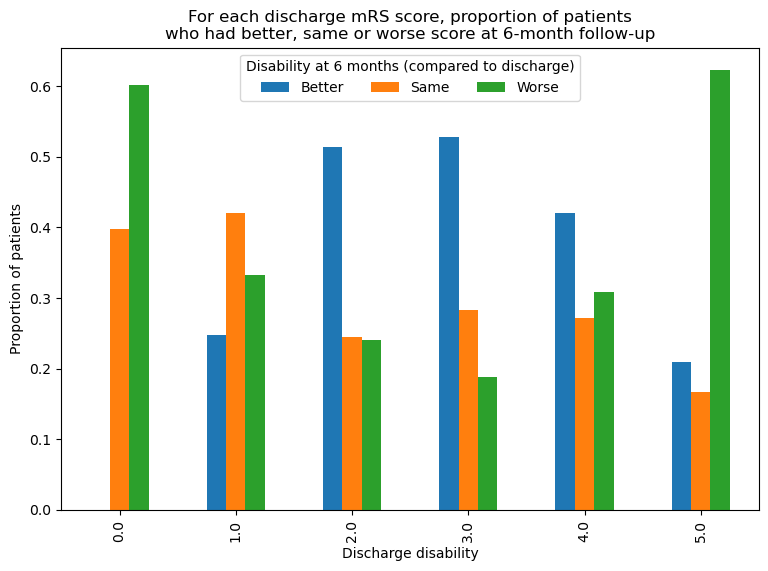 For each discharge mRS score, proportion of patients
who had better, same or worse score at 6-month follow-up
Disability at 6 months (compared to discharge)
Better Same Worse
Proportion of patients
0.6
0.5
0.4
0.3
0.2
0.1
0.0
0.0 1.0 2.0 3.0 4.0 5.0
Discharge disability